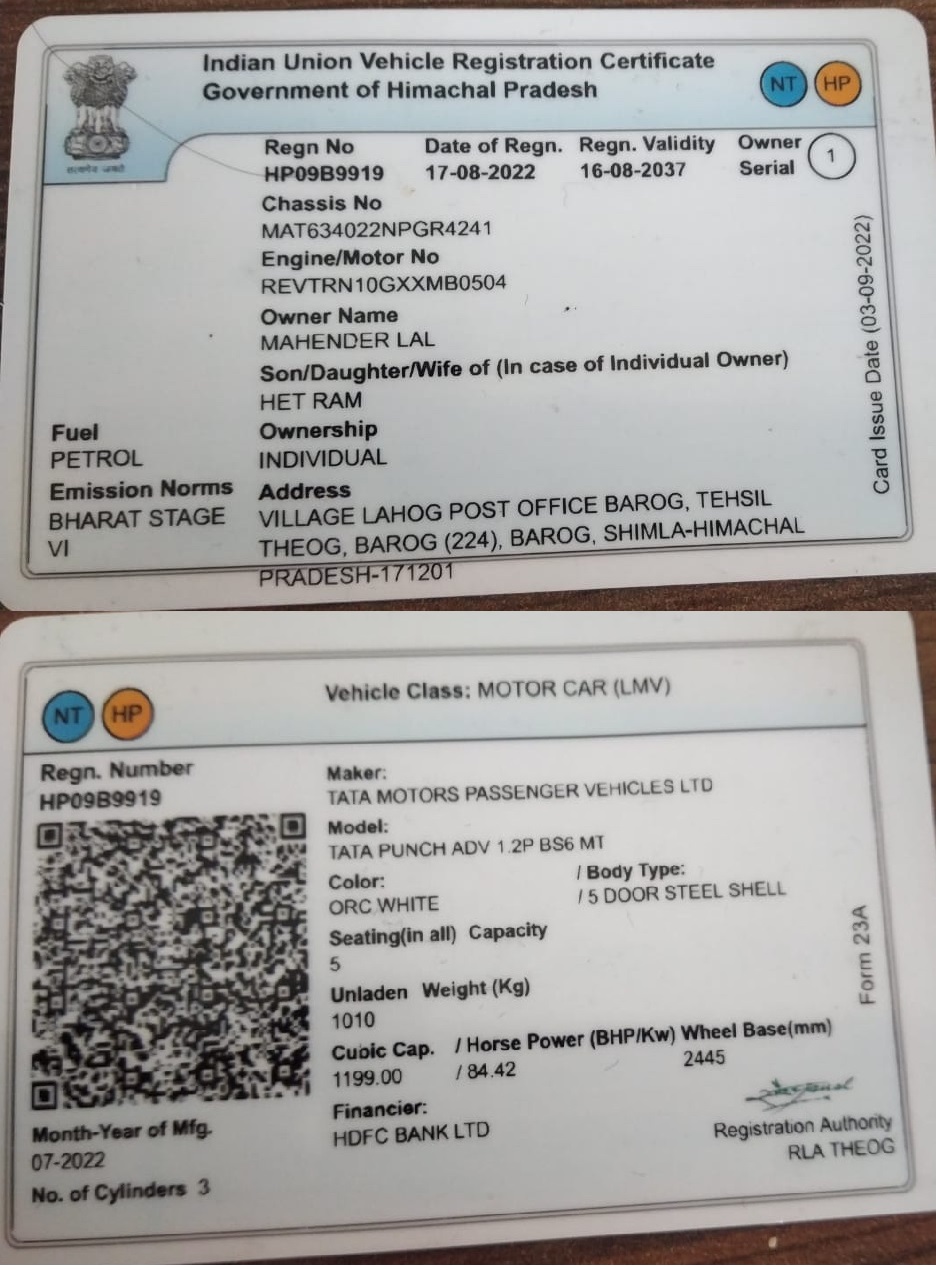 Indian Union Vehicle Registration Certificate
Government of Himachal Pradesh
NT HP
सत्यमेव जयते
Regn No Date of Regn. Regn. Validity Owner Serial 1
HP09B9919 17-08-2022 16-08-2037
Chassis No
MAT634022NPGR4241
Engine/Motor No
REVTRN10GXXMB0504
Owner Name
MAHENDER LAL
Son/Daughter/Wife of (In case of Individual Owner)
HET RAM
Fuel Ownership
PETROL INDIVIDUAL
Emission Norms Address
BHARAT STAGE VILLAGE LAHOG POST OFFICE BAROG, TEHSIL
VI THEOG, BAROG (224), BAROG, SHIMLA-HIMACHAL
PRADESH-171201
Card Issue Date (03-09-2022)
NT HP
Vehicle Class: MOTOR CAR (LMV)
Regn. Number
HP09B9919
Maker:
TATA MOTORS PASSENGER VEHICLES LTD
Model:
TATA PUNCH ADV 1.2P BS6 MT
Color: / Body Type:
ORC.WHITE / 5 DOOR STEEL SHELL
Seating(in all) Capacity
5
Unladen Weight (Kg)
1010
Cubic Cap. / Horse Power (BHP/Kw) Wheel Base(mm)
1199.00 / 84.42 2445
Financier:
HDFC BANK LTD
Month-Year of Mfg.
07-2022
No. of Cylinders 3
Registration Authority
RLA THEOG
Form 23A